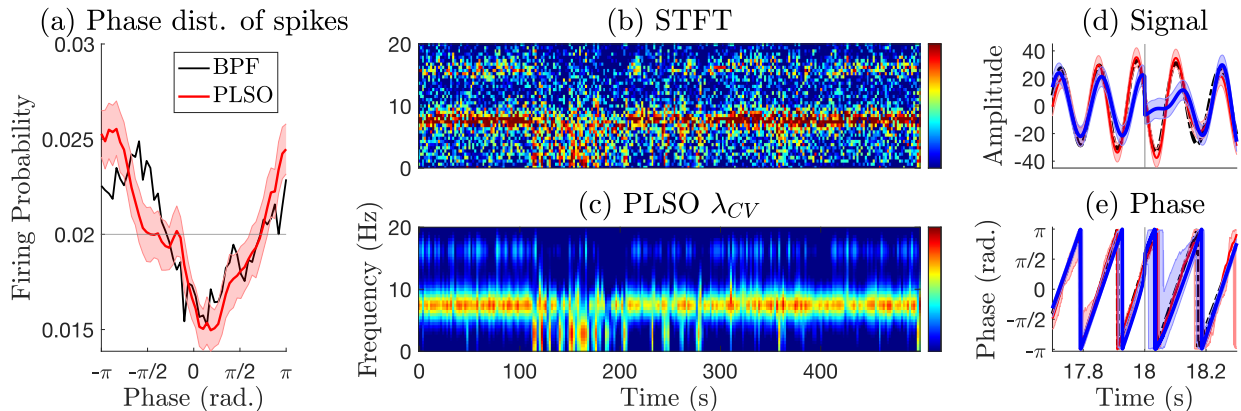 (a) Phase dist. of spikes
0.03
0.025
0.02
0.015
Firing Probability
BPF
PLSO
-π -π/2 0 π/2 π
Phase (rad.)
(b) STFT
20
10
0
(c) PLSO λ_CV
20
10
0
Frequency (Hz)
0 100 200 300 400
Time (s)
(d) Signal
40
20
0
-20
-40
Amplitude
(e) Phase
π
π/2
0
-π/2
-π
Phase (rad.)
17.8 18 18.2
Time (s)